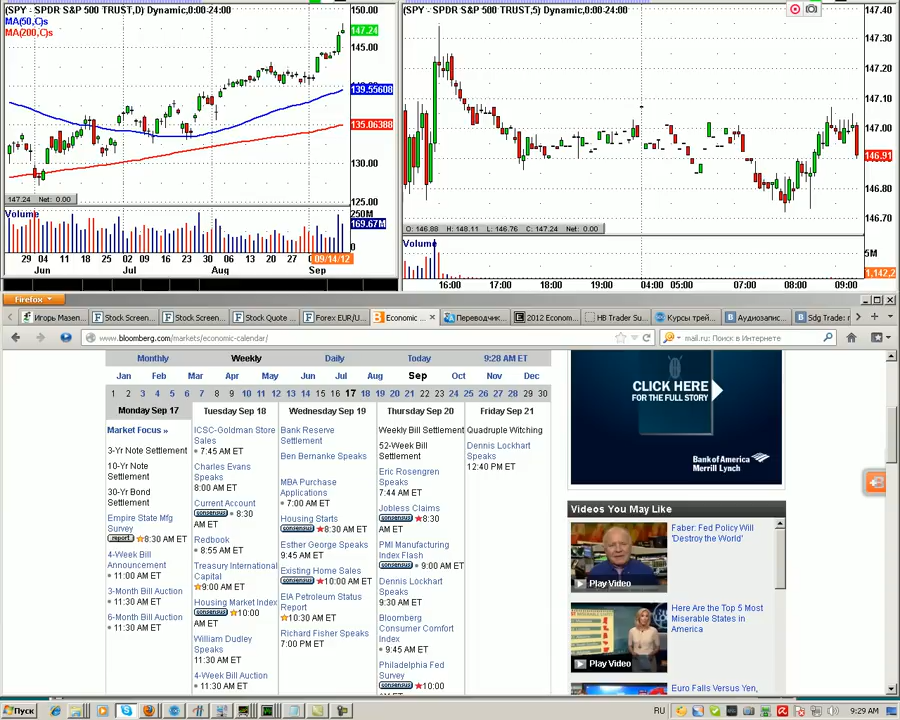 (SPY - SPDR S&P 500 TRUST,D) Dynamic,0:00-24:00
MA(50,C)s
MA(200,C)s
150.00
147.24
145.00
140.00
139.55608
135.06388
130.00
125.00
147.24 Net: 0.00
Volume
250M
169.67M
0
29 04 11 18 25 02 09 16 23 30 06 13 20 27
09/14/12
Jun Jul Aug Sep
(SPY - SPDR S&P 500 TRUST,5) Dynamic,0:00-24:00
147.40
147.30
147.20
147.10
147.00
146.91
146.80
146.70
O: 146.88 H: 148.11 L: 146.76 C: 147.24 Net: 0.00
Volume
5M
1,142,2
16:00 17:00 18:00 19:00 04:00 05:00 07:00 08:00 09:00
Firefox
Игорь Мазеп...
Stock Screen...
Stock Screen...
Stock Quote ...
Forex EUR/U...
Economic ...
Переводчик...
2012 Econom...
HB Trader Su...
Курсы трей...
Аудиозапис...
Sdg Trade: г
www.bloomberg.com/markets/economic-calendar/
mail.ru: Поиск в Интернете
Monthly Weekly Daily Today 9:28 AM ET
Jan Feb Mar Apr May Jun Jul Aug Sep Oct Nov Dec
1 2 3 4 5 6 7 8 9 10 11 12 13 14 15 16 17 18 19 20 21 22 23 24 25 26 27 28 29 30
Monday Sep 17
Market Focus »
3-Yr Note Settlement
10-Yr Note
Settlement
30-Yr Bond
Settlement
Empire State Mfg
Survey
report 8:30 AM ET
4-Week Bill
Announcement
11:00 AM ET
3-Month Bill Auction
11:30 AM ET
6-Month Bill Auction
11:30 AM ET
Tuesday Sep 18
ICSC-Goldman Store
Sales
7:45 AM ET
Charles Evans
Speaks
8:00 AM ET
Current Account
consensus 8:30
AM ET
Redbook
8:55 AM ET
Treasury International
Capital
9:00 AM ET
Housing Market Index
consensus 10:00
AM ET
William Dudley
Speaks
11:30 AM ET
4-Week Bill Auction
11:30 AM ET
Wednesday Sep 19
Bank Reserve
Settlement
Ben Bernanke Speaks
MBA Purchase
Applications
7:00 AM ET
Housing Starts
consensus 8:30 AM ET
Esther George Speaks
9:45 AM ET
Existing Home Sales
consensus 10:00 AM ET
EIA Petroleum Status
Report
10:30 AM ET
Richard Fisher Speaks
7:00 PM ET
Thursday Sep 20
Weekly Bill Settlement
52-Week Bill
Settlement
Eric Rosengren
Speaks
7:44 AM ET
Jobless Claims
consensus 8:30
AM ET
PMI Manufacturing
Index Flash
consensus 9:00 AM ET
Dennis Lockhart
Speaks
9:30 AM ET
Bloomberg
Consumer Comfort
Index
9:45 AM ET
Philadelphia Fed
Survey
consensus 10:00
Friday Sep 21
Quadruple Witching
Dennis Lockhart
Speaks
12:40 PM ET
CLICK HERE
FOR THE FULL STORY
Bank of America
Merrill Lynch
Videos You May Like
Play Video
Faber: Fed Policy Will
'Destroy the World'
Play Video
Here Are the Top 5 Most
Miserable States in
America
Euro Falls Versus Yen,
Пуск
RU
9:29 AM